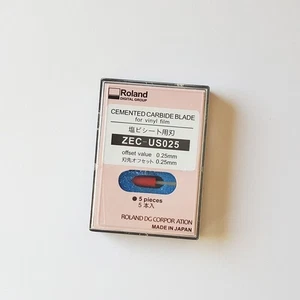 Roland
DIGITAL GROUP
CEMENTED CARBIDE BLADE
for vinyl film
塩ビシート用刃
ZEC-US025
offset value 0.25mm
刃先オフセット 0.25mm
● 5 pieces
5 本入
ROLAND DG CORPORATION
MADE IN JAPAN